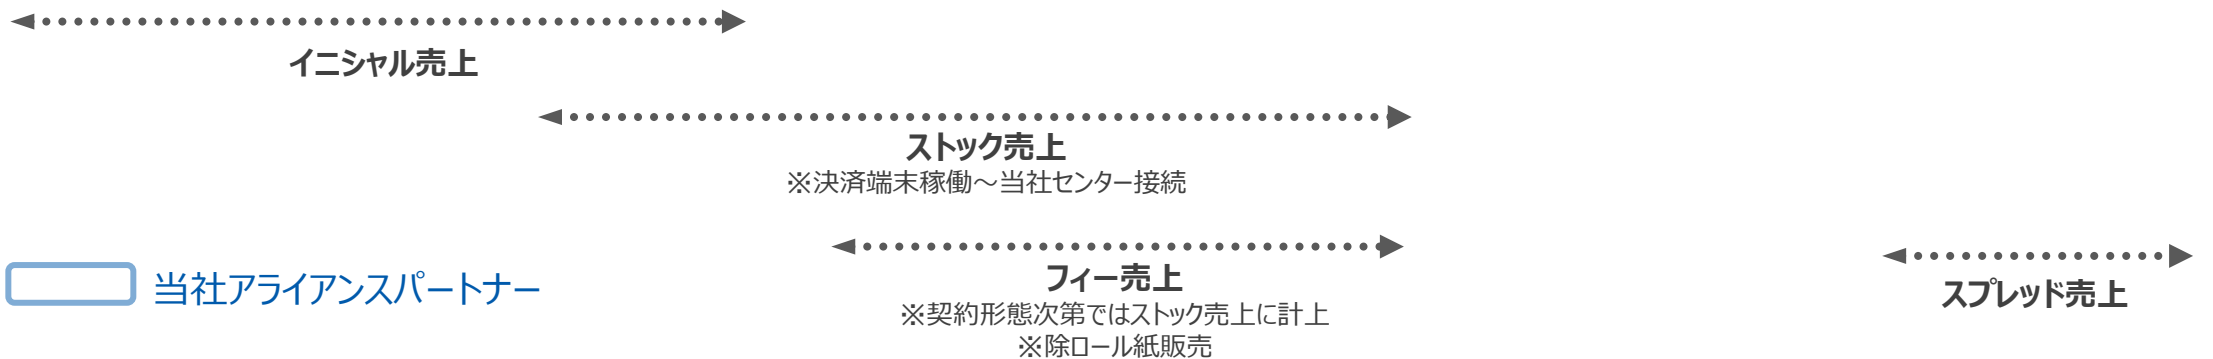 イニシャル売上
ストック売上
※決済端末稼働～当社センター接続
フィー売上
※契約形態次第ではストック売上に計上
※除ロール紙販売
スプレッド売上
当社アライアンスパートナー